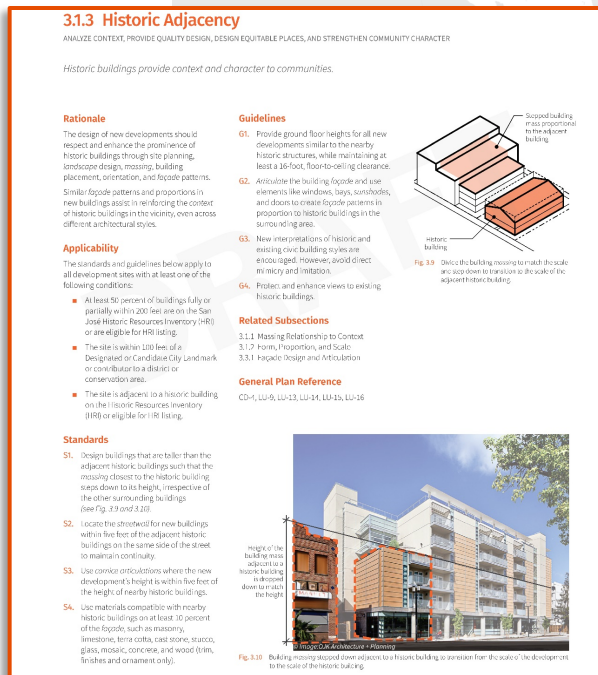 3.1.3 Historic Adjacency
ANALYZE CONTEXT, PROVIDE QUALITY DESIGN, DESIGN EQUITABLE PLACES, AND STRENGTHEN COMMUNITY CHARACTER
Historic buildings provide context and character to communities.
Rationale
The design of new developments should
respect and enhance the prominence of
historic buildings through site planning,
landscape design, massing, building
placement, orientation, and façade patterns.
Similar façade patterns and proportions in
new buildings assist in reinforcing the context
of historic buildings in the vicinity, even across
different architectural styles.
Applicability
The standards and guidelines below apply to
all development sites with at least one of the
following conditions:
■ At least 50 percent of buildings fully or
partially within 200 feet are on the San
José Historic Resources Inventory (HRI)
or are eligible for HRI listing.
■ The site is within 100 feet of a
Designated or Candidate City Landmark
or contributor to a district or
conservation area.
■ The site is adjacent to a historic building
on the Historic Resources Inventory
(HRI) or eligible for HRI listing.
Standards
S1. Design buildings that are taller than the
adjacent historic buildings such that the
massing closest to the historic building
steps down to its height, irrespective of
the other surrounding buildings
(see Fig. 3.9 and 3.10).
S2. Locate the streetwall for new buildings
within five feet of the adjacent historic
buildings on the same side of the street
to maintain continuity.
S3. Use cornice articulations where the new
development's height is within five feet of
the height of nearby historic buildings.
S4. Use materials compatible with nearby
historic buildings on at least 10 percent
of the façade, such as masonry,
limestone, terra cotta, cast stone, stucco,
glass, mosaic, concrete, and wood (trim,
finishes and ornament only).
Guidelines
G1. Provide ground floor heights for all new
developments similar to the nearby
historic structures, while maintaining at
least a 16-foot, floor-to-ceiling clearance.
G2. Articulate the building façade and use
elements like windows, bays, sunshades,
and doors to create façade patterns in
proportion to historic buildings in the
surrounding area.
G3. New interpretations of historic and
existing civic building styles are
encouraged. However, avoid direct
mimicry and imitation.
G4. Protect and enhance views to existing
historic buildings.
Related Subsections
3.1.1 Massing Relationship to Context
3.1.2 Form, Proportion, and Scale
3.3.1 Façade Design and Articulation
General Plan Reference
CD-4, LU-9, LU-13, LU-14, LU-15, LU-16
Stepped building
mass proportional
to the adjacent
building
Historic
building
Fig. 3.9 Divide the building massing to match the scale
and step down to transition to the scale of the
adjacent historic building.
Height of the
building mass
adjacent to a
historic building
is dropped
down to match
the height
© Image:OJK Architecture + Planning
Fig. 3.10 Building massing stepped down adjacent to a historic building to transition from the scale of the development
to the scale of the historic building.
DRAFT